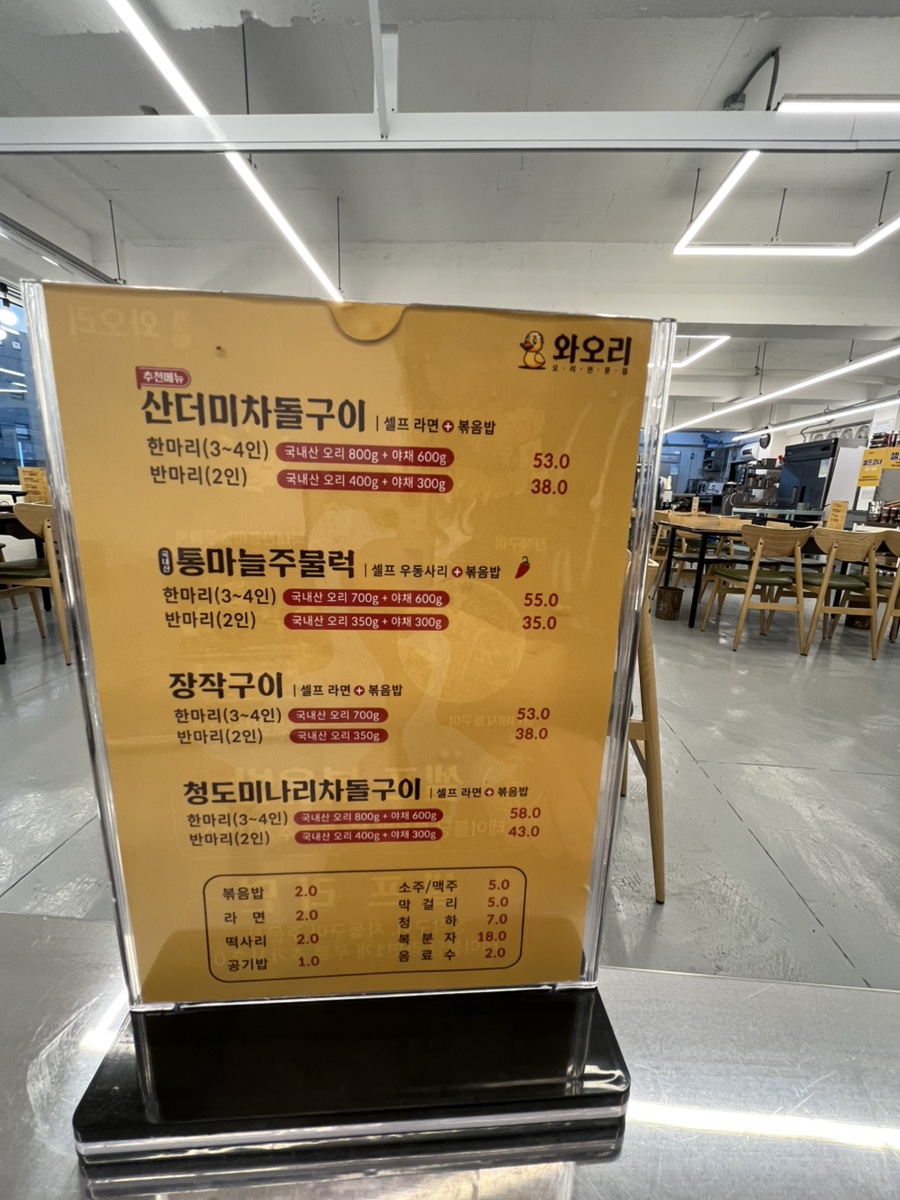 와오리
오·리·전·문·점
추천메뉴
산더미차돌구이 | 셀프 라면 + 볶음밥
한마리(3~4인) 국내산 오리 800g + 야채 600g 53.0
반마리(2인) 국내산 오리 400g + 야채 300g 38.0
국내산 통마늘주물럭 | 셀프 우동사리 + 볶음밥
한마리(3~4인) 국내산 오리 700g + 야채 600g 55.0
반마리(2인) 국내산 오리 350g + 야채 300g 35.0
장작구이 | 셀프 라면 + 볶음밥
한마리(3~4인) 국내산 오리 700g 53.0
반마리(2인) 국내산 오리 350g 38.0
청도미나리차돌구이 | 셀프 라면 + 볶음밥
한마리(3~4인) 국내산 오리 800g + 야채 600g 58.0
반마리(2인) 국내산 오리 400g + 야채 300g 43.0
볶음밥 2.0
라 면 2.0
떡사리 2.0
공기밥 1.0
소주/맥주 5.0
막 걸 리 5.0
청 하 7.0
복 분 자 18.0
음 료 수 2.0